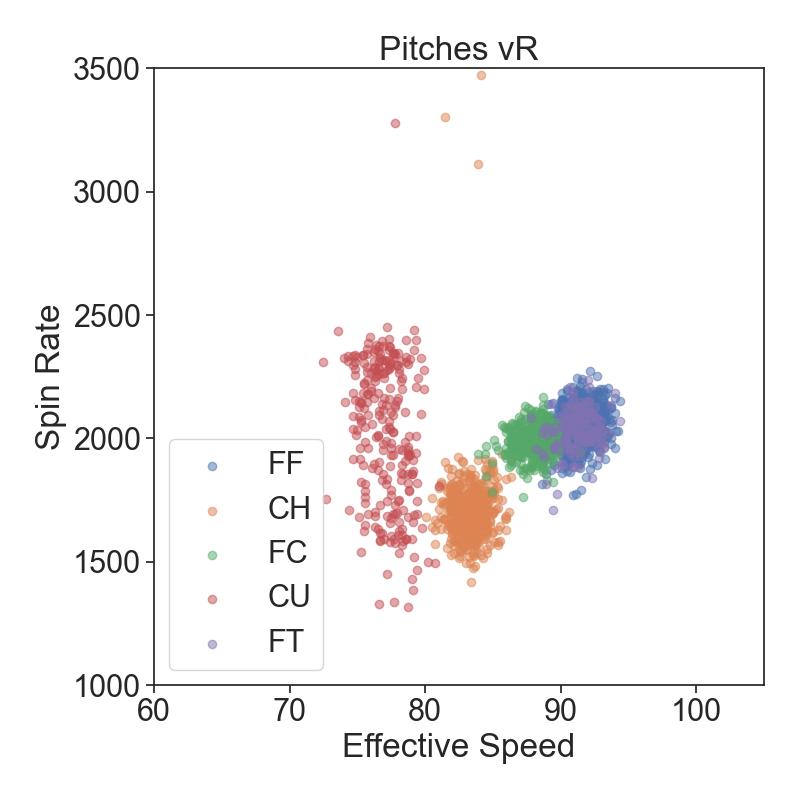 Pitches vR
Spin Rate
3500
3000
2500
2000
1500
1000
FF
CH
FC
CU
FT
60 70 80 90 100
Effective Speed